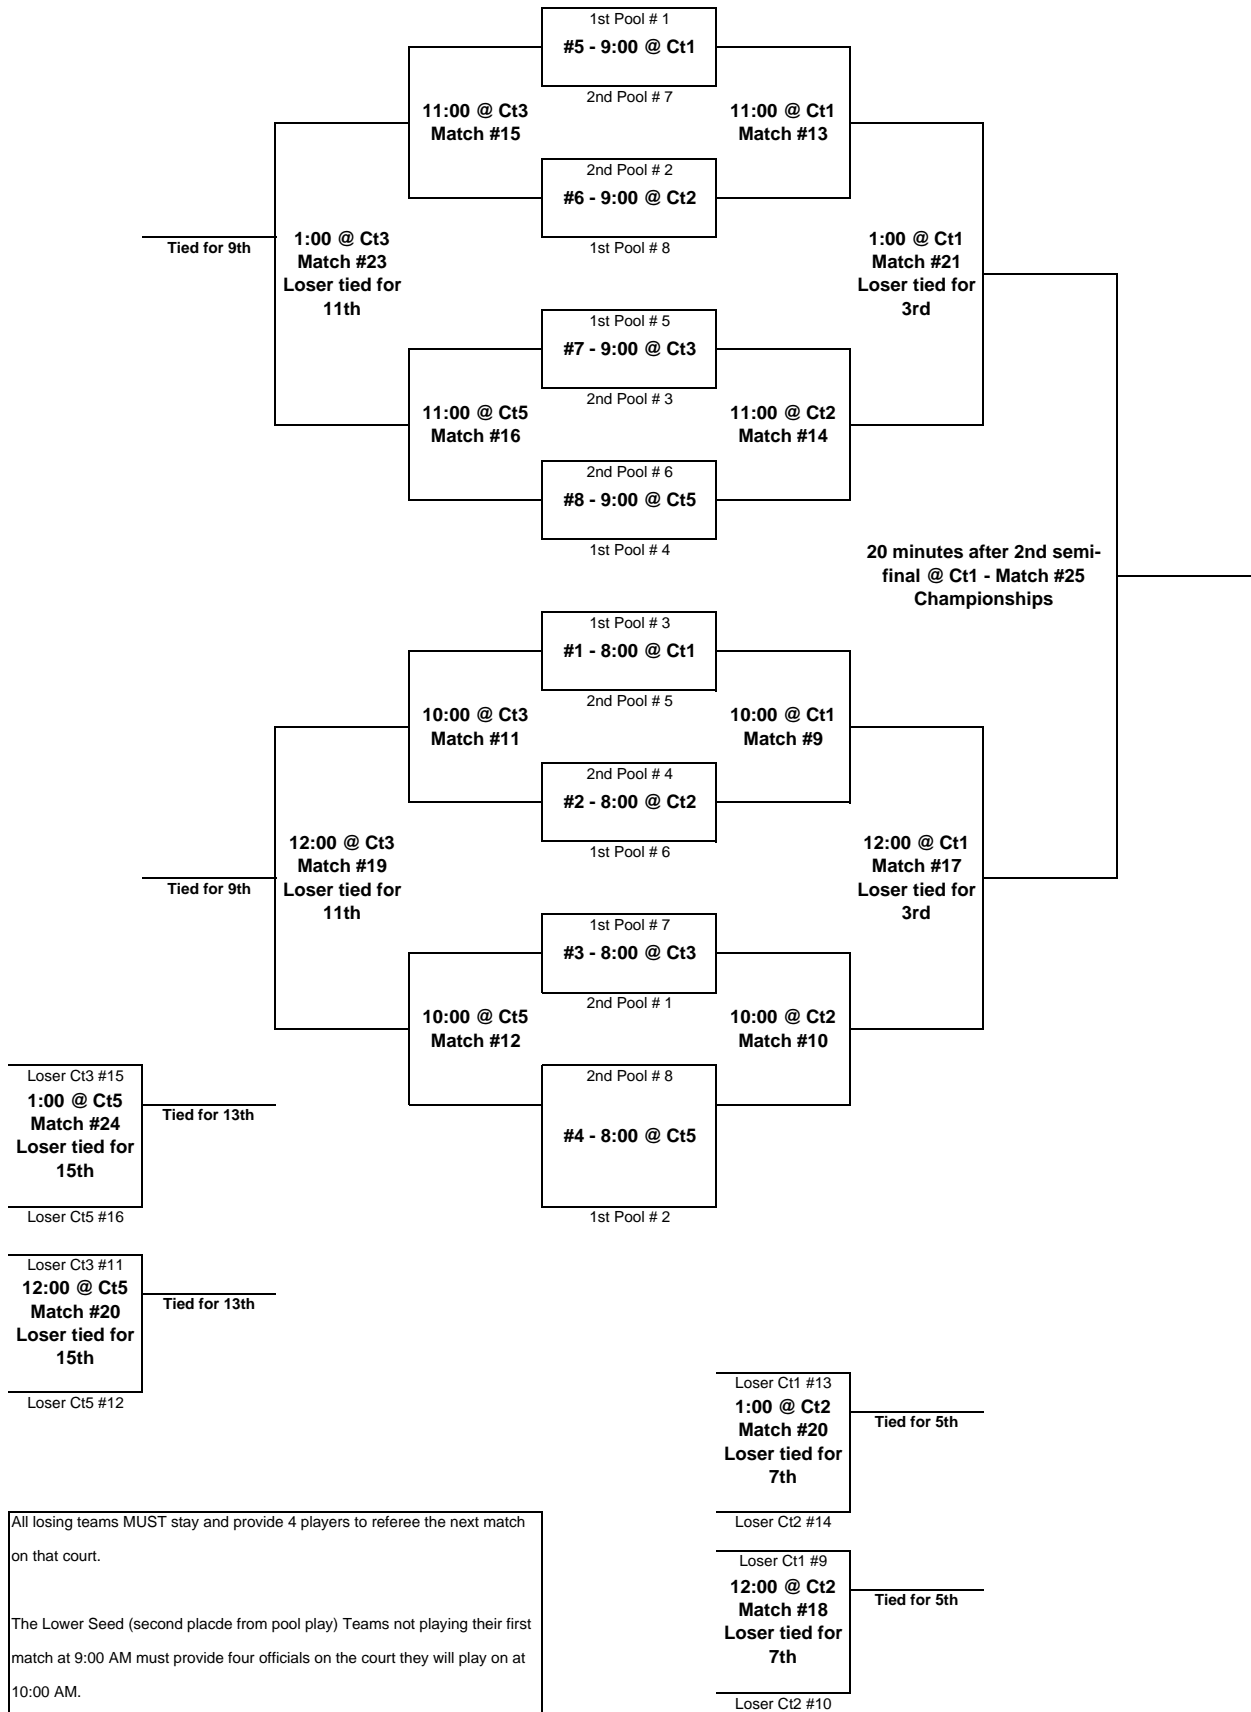 1st Pool # 1
#5 - 9:00 @ Ct1
2nd Pool # 7
11:00 @ Ct3
Match #15
11:00 @ Ct1
Match #13
2nd Pool # 2
#6 - 9:00 @ Ct2
1st Pool # 8
Tied for 9th
1:00 @ Ct3
Match #23
Loser tied for
11th
1:00 @ Ct1
Match #21
Loser tied for
3rd
1st Pool # 5
#7 - 9:00 @ Ct3
2nd Pool # 3
11:00 @ Ct5
Match #16
11:00 @ Ct2
Match #14
2nd Pool # 6
#8 - 9:00 @ Ct5
1st Pool # 4
20 minutes after 2nd semi-
final @ Ct1 - Match #25
Championships
1st Pool # 3
#1 - 8:00 @ Ct1
2nd Pool # 5
10:00 @ Ct3
Match #11
10:00 @ Ct1
Match #9
2nd Pool # 4
#2 - 8:00 @ Ct2
1st Pool # 6
Tied for 9th
12:00 @ Ct3
Match #19
Loser tied for
11th
12:00 @ Ct1
Match #17
Loser tied for
3rd
1st Pool # 7
#3 - 8:00 @ Ct3
2nd Pool # 1
10:00 @ Ct5
Match #12
10:00 @ Ct2
Match #10
2nd Pool # 8
#4 - 8:00 @ Ct5
1st Pool # 2
Loser Ct3 #15
1:00 @ Ct5
Match #24
Loser tied for
15th
Loser Ct5 #16
Tied for 13th
Loser Ct3 #11
12:00 @ Ct5
Match #20
Loser tied for
15th
Loser Ct5 #12
Tied for 13th
Loser Ct1 #13
1:00 @ Ct2
Match #20
Loser tied for
7th
Loser Ct2 #14
Tied for 5th
Loser Ct1 #9
12:00 @ Ct2
Match #18
Loser tied for
7th
Loser Ct2 #10
Tied for 5th
All losing teams MUST stay and provide 4 players to referee the next match
on that court.
The Lower Seed (second placde from pool play) Teams not playing their first
match at 9:00 AM must provide four officials on the court they will play on at
10:00 AM.